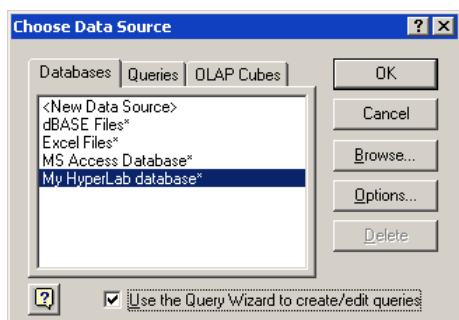 Choose Data Source
Databases
Queries
OLAP Cubes
<New Data Source>
dBASE Files*
Excel Files*
MS Access Database*
My HyperLab database*
OK
Cancel
Browse...
Options...
Delete
Use the Query Wizard to create/edit queries